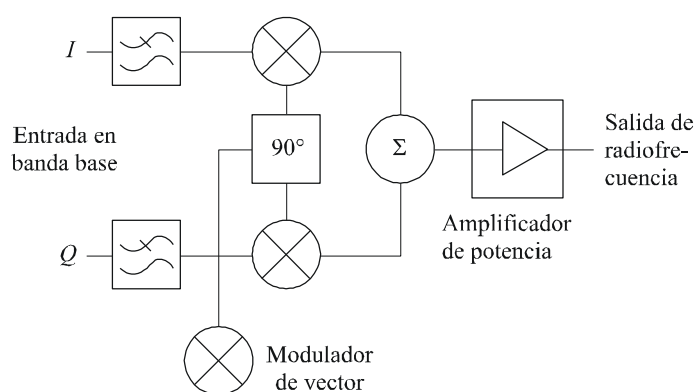 I
Entrada en
banda base
Q
90°
Σ
Amplificador
de potencia
Salida de
radiofre-
cuencia
Modulador
de vector